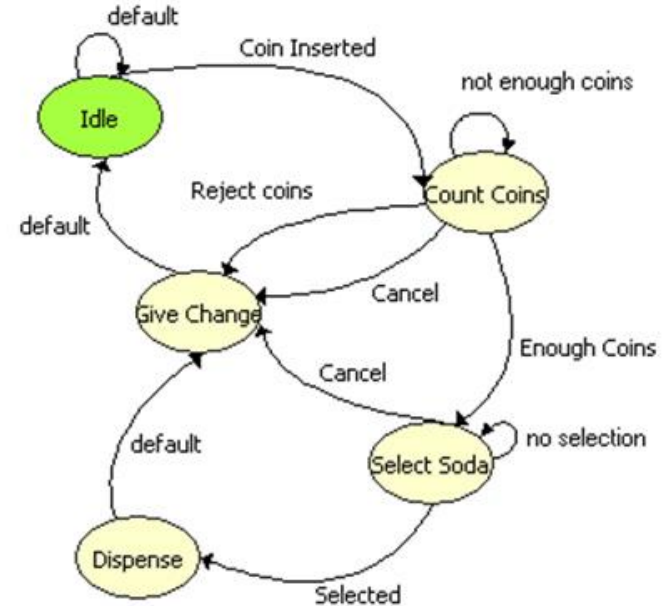 default
Coin Inserted
not enough coins
Idle
Count Coins
Reject coins
default
Cancel
Give Change
Enough Coins
Cancel
default
no selection
Select Soda
Dispense
Selected